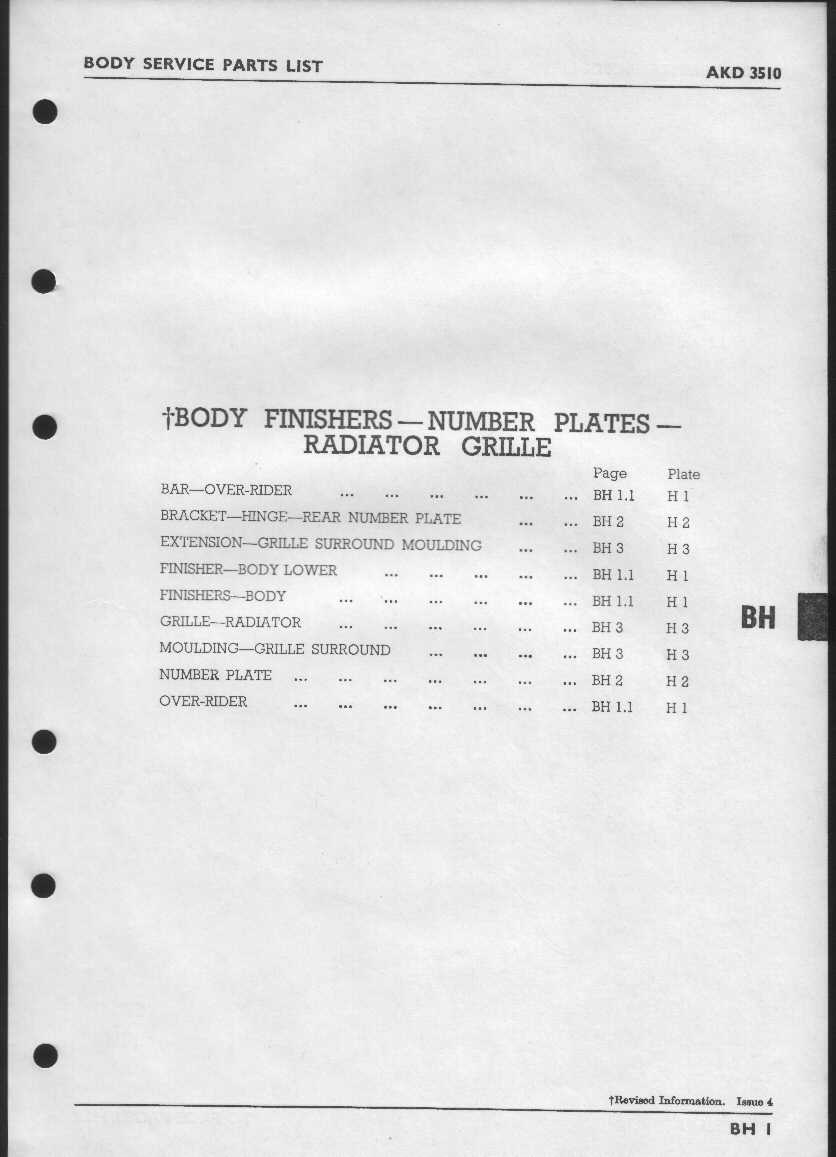 BODY SERVICE PARTS LIST AKD 3510
†BODY FINISHERS — NUMBER PLATES —
RADIATOR GRILLE
Page Plate
BAR—OVER-RIDER ... ... ... ... ... ... BH 1.1 H 1
BRACKET—HINGE—REAR NUMBER PLATE ... ... BH 2 H 2
EXTENSION—GRILLE SURROUND MOULDING ... ... BH 3 H 3
FINISHER—BODY LOWER ... ... ... ... ... BH 1.1 H 1
FINISHERS—BODY ... ... ... ... ... ... BH 1.1 H 1
GRILLE—RADIATOR ... ... ... ... ... ... BH 3 H 3
MOULDING—GRILLE SURROUND ... ... ... ... BH 3 H 3
NUMBER PLATE ... ... ... ... ... ... ... BH 2 H 2
OVER-RIDER ... ... ... ... ... ... ... BH 1.1 H 1
BH
†Revised Information. Issue 4
BH 1